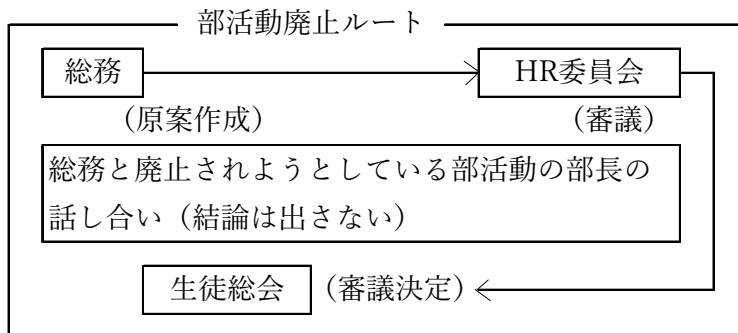 部活動廃止ルート
総務
HR委員会
（原案作成）
（審議）
総務と廃止されようとしている部活動の部長の
話し合い（結論は出さない）
生徒総会
（審議決定）